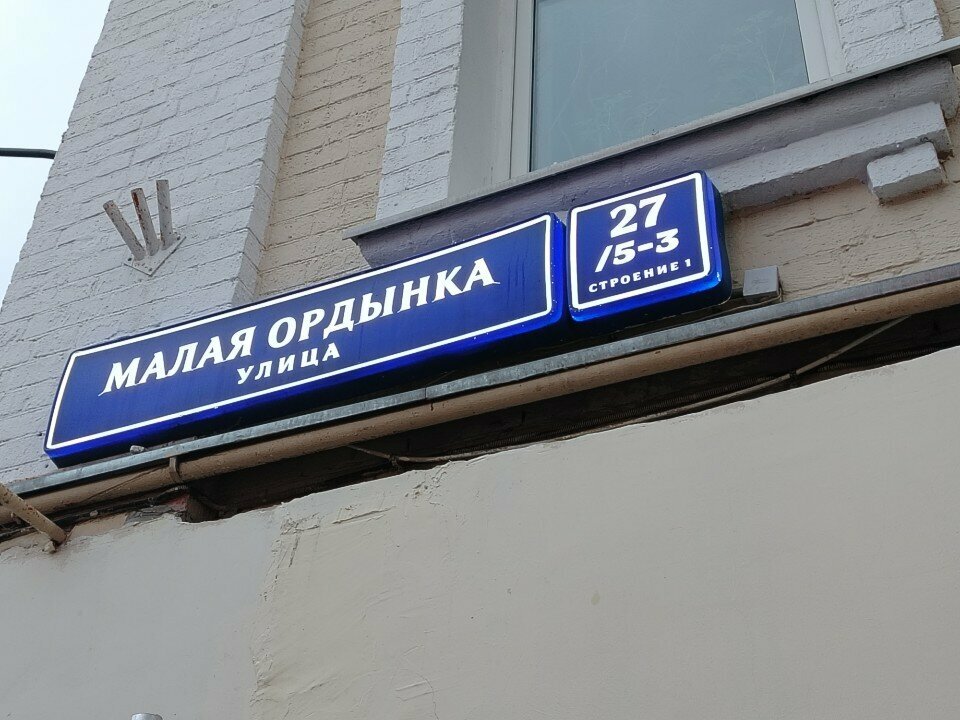 МАЛАЯ ОРДЫНКА
УЛИЦА
27
/5-3
СТРОЕНИЕ 1